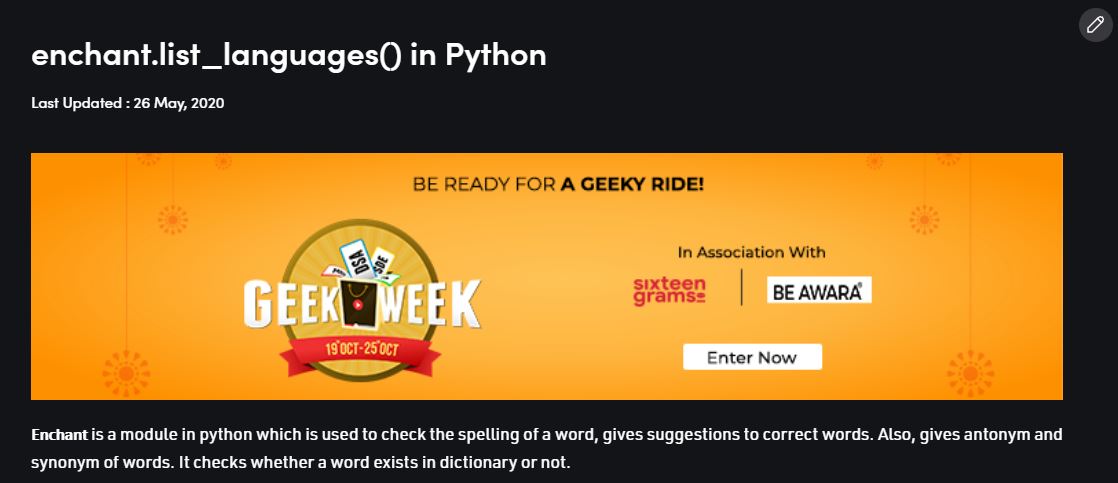 enchant.list_languages() in Python
Last Updated : 26 May, 2020
BE READY FOR A GEEKY RIDE!
DSA
SDE
GEEK WEEK
19 OCT-25 OCT
In Association With
sixteen
grams
BE AWARA
Enter Now
Enchant is a module in python which is used to check the spelling of a word, gives suggestions to correct words. Also, gives antonym and
synonym of words. It checks whether a word exists in dictionary or not.